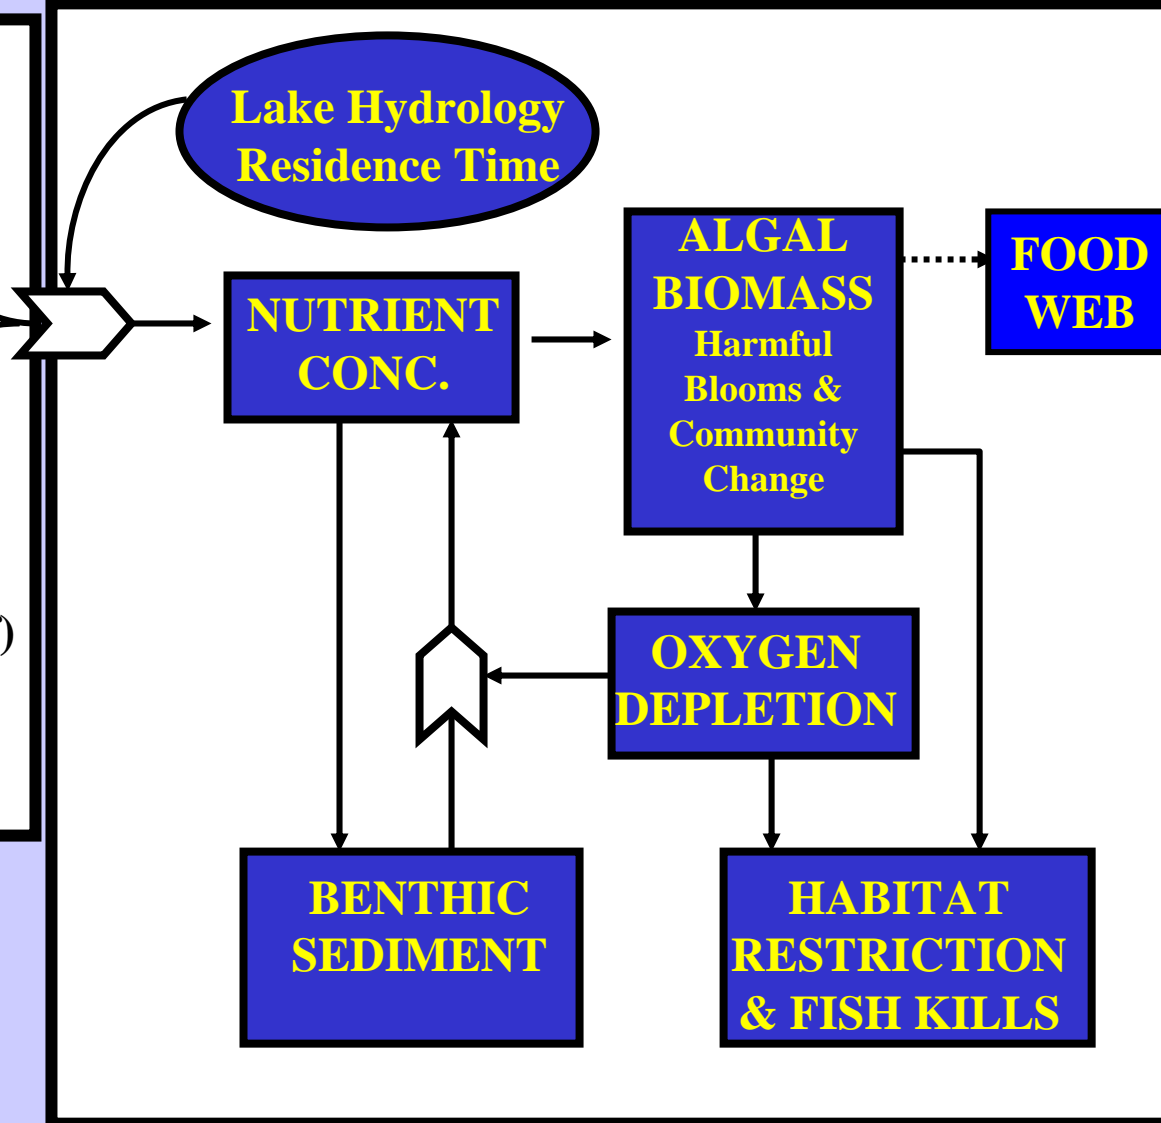 Lake Hydrology
Residence Time
NUTRIENT
CONC.
ALGAL
BIOMASS
Harmful
Blooms &
Community
Change
FOOD
WEB
OXYGEN
DEPLETION
BENTHIC
SEDIMENT
HABITAT
RESTRICTION
& FISH KILLS